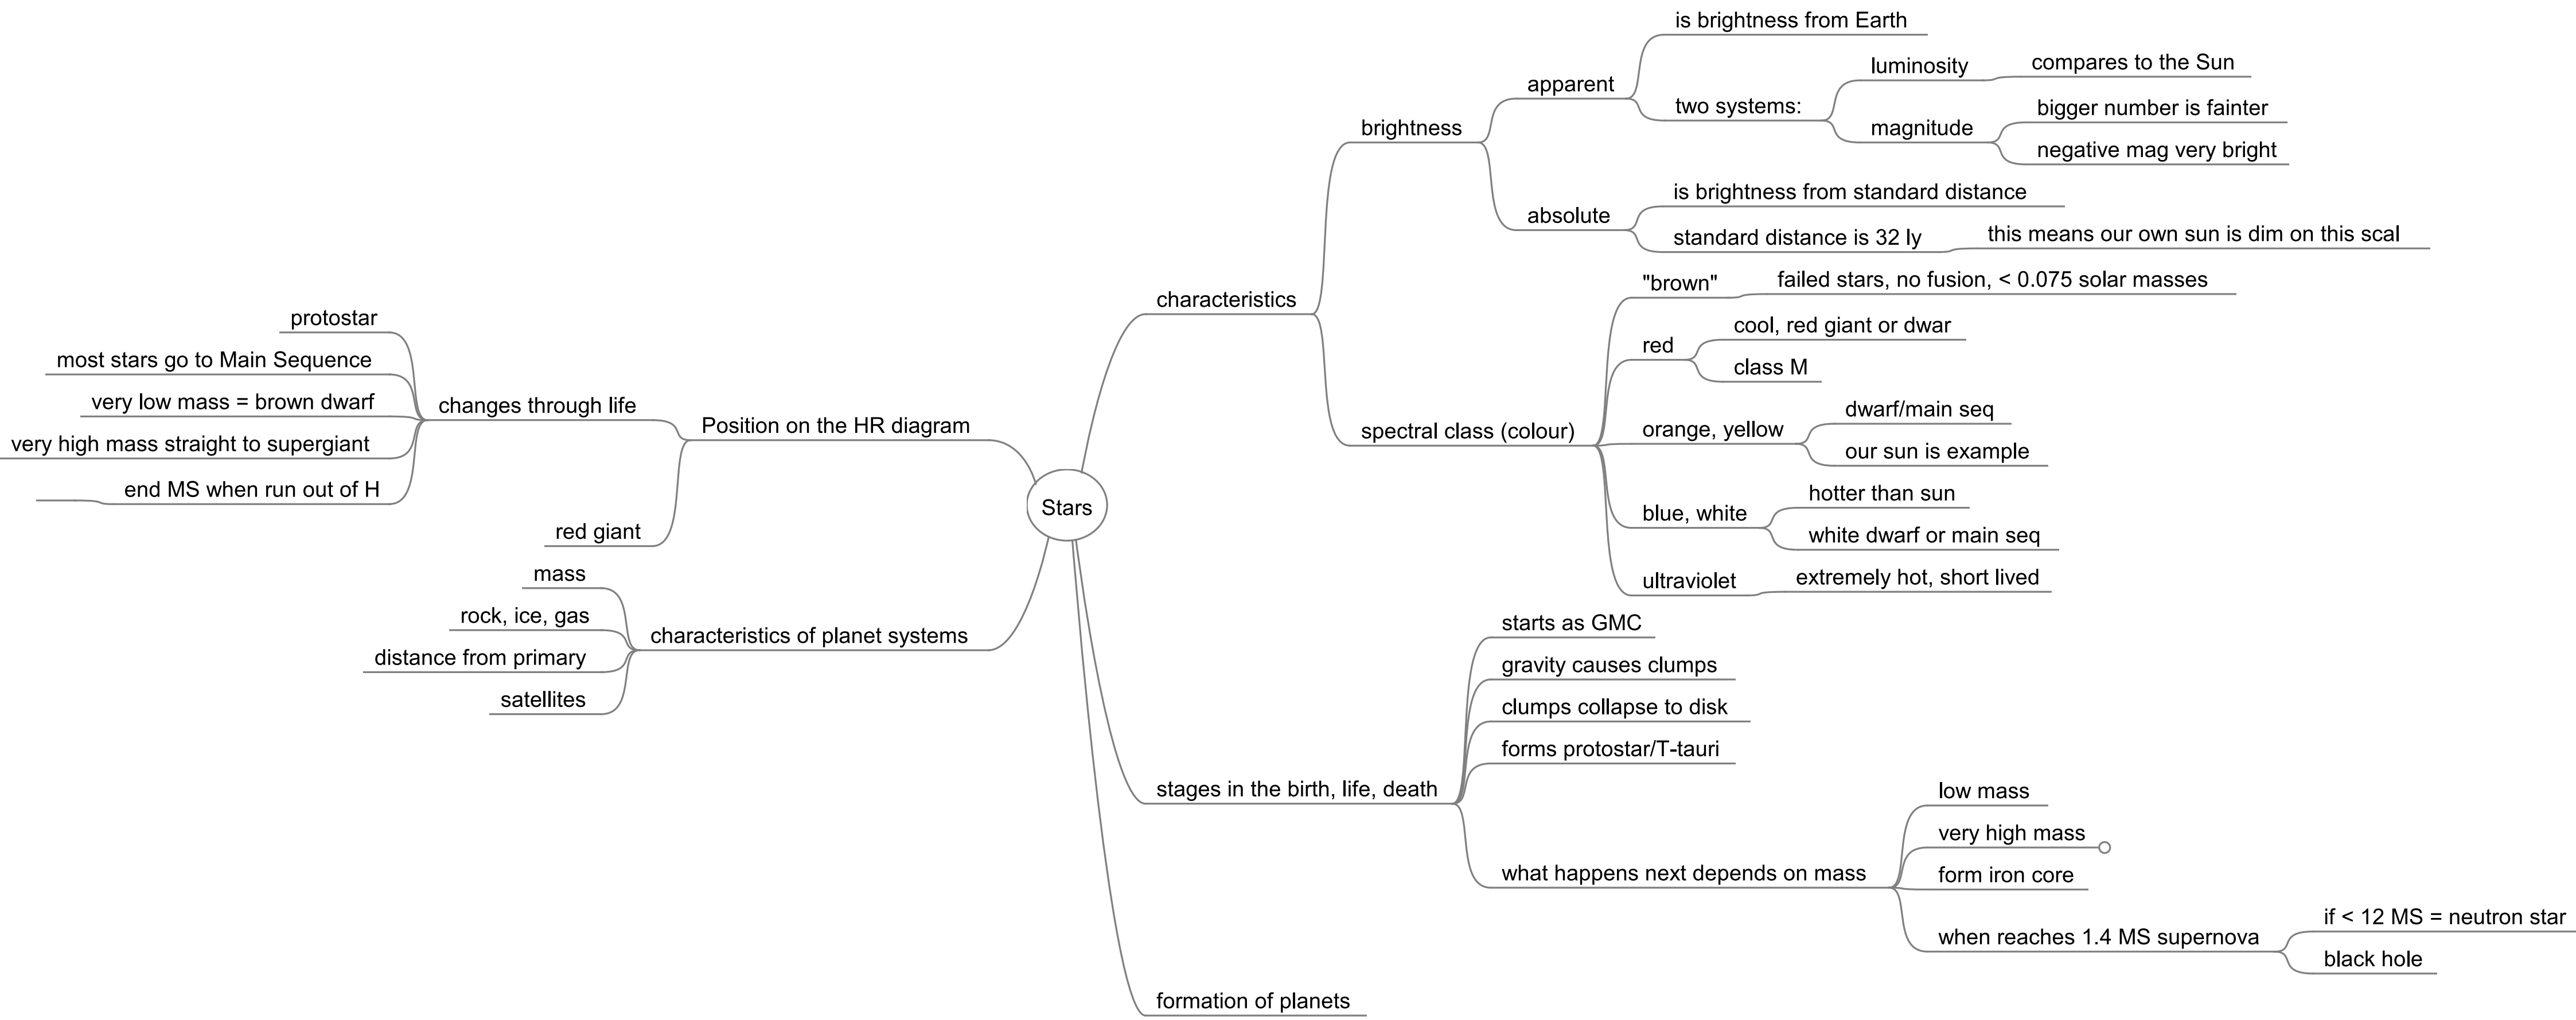 Stars
characteristics
brightness
apparent
is brightness from Earth
two systems:
luminosity
compares to the Sun
magnitude
bigger number is fainter
negative mag very bright
absolute
is brightness from standard distance
standard distance is 32 ly
this means our own sun is dim on this scal
spectral class (colour)
"brown"
failed stars, no fusion, < 0.075 solar masses
red
cool, red giant or dwar
class M
orange, yellow
dwarf/main seq
our sun is example
blue, white
hotter than sun
white dwarf or main seq
ultraviolet
extremely hot, short lived
stages in the birth, life, death
starts as GMC
gravity causes clumps
clumps collapse to disk
forms protostar/T-tauri
what happens next depends on mass
low mass
very high mass
form iron core
when reaches 1.4 MS supernova
if < 12 MS = neutron star
black hole
formation of planets
Position on the HR diagram
changes through life
protostar
most stars go to Main Sequence
very low mass = brown dwarf
very high mass straight to supergiant
end MS when run out of H
red giant
characteristics of planet systems
mass
rock, ice, gas
distance from primary
satellites